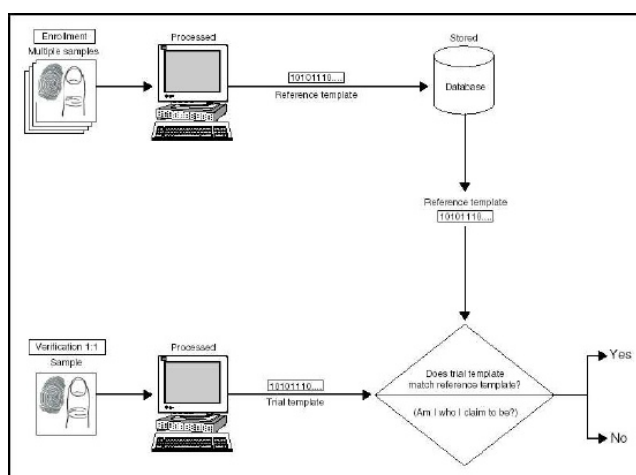 Enrollment
Multiple samples
Processed
10101110....
Reference template
Stored
Database
Reference template
10101110....
Verification 1:1
Sample
Processed
10101110....
Trial template
Does trial template
match reference template?
(Am I who I claim to be?)
Yes
No